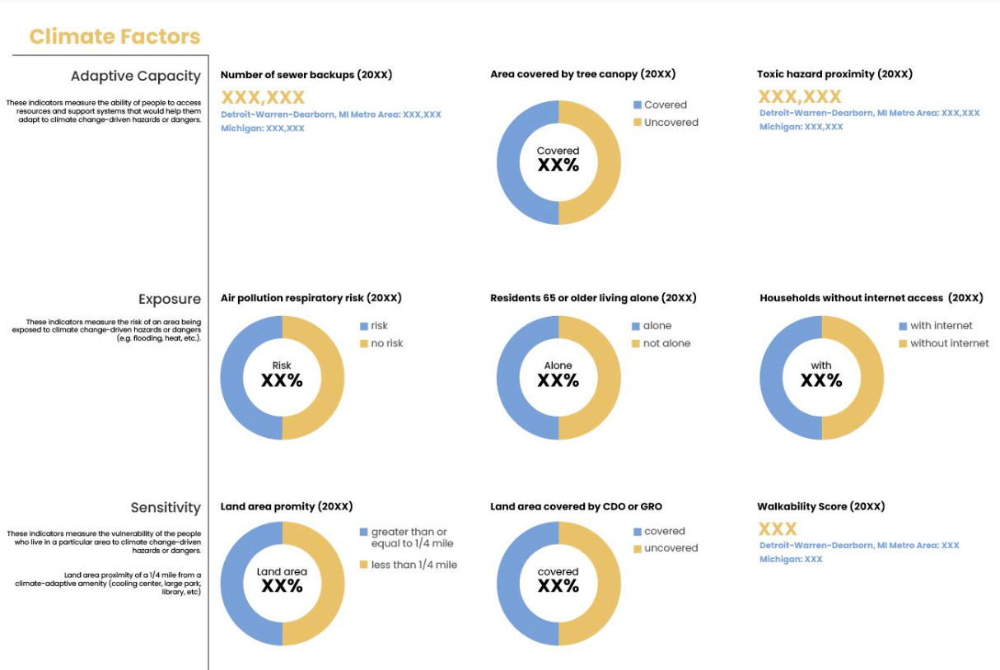 Climate Factors
Adaptive Capacity
These indicators measure the ability of people to access
resources and support systems that would help them
adapt to climate change-driven hazards or dangers.
Number of sewer backups (20XX)
XXX,XXX
Detroit-Warren-Dearborn, MI Metro Area: XXX,XXX
Michigan: XXX,XXX
Area covered by tree canopy (20XX)
Covered
Uncovered
Covered
XX%
Toxic hazard proximity (20XX)
XXX,XXX
Detroit-Warren-Dearborn, MI Metro Area: XXX,XXX
Michigan: XXX,XXX
Exposure
These indicators measure the risk of an area being
exposed to climate change-driven hazards or dangers
(e.g. flooding, heat, etc.).
Air pollution respiratory risk (20XX)
risk
no risk
Risk
XX%
Residents 65 or older living alone (20XX)
alone
not alone
Alone
XX%
Households without internet access (20XX)
with internet
without internet
with
XX%
Sensitivity
These indicators measure the vulnerability of the people
who live in a particular area to climate change-driven
hazards or dangers.
Land area proximity of a 1/4 mile from a
climate-adaptive amenity (cooling center, large park,
library, etc)
Land area promity (20XX)
greater than or
equal to 1/4 mile
less than 1/4 mile
Land area
XX%
Land area covered by CDO or GRO
covered
uncovered
covered
XX%
Walkability Score (20XX)
XXX
Detroit-Warren-Dearborn, MI Metro Area: XXX
Michigan: XXX